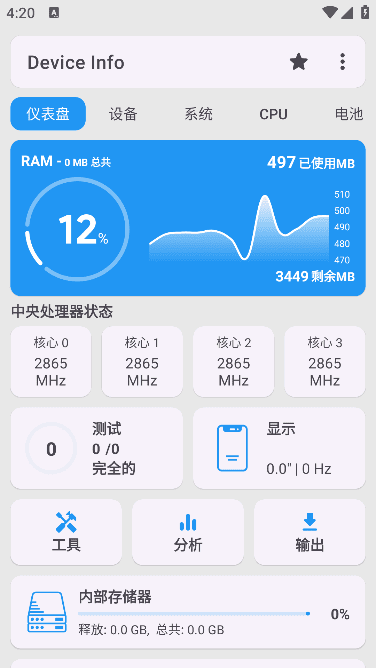 4:20 A
Device Info
仪表盘 设备 系统 CPU 电池
RAM - 0 MB 总共
497 已使用MB
12%
510
500
490
480
470
3449 剩余MB
中央处理器状态
核心 0 核心 1 核心 2 核心 3
2865 2865 2865 2865
MHz MHz MHz MHz
0
测试
0 /0
完全的
显示
0.0" | 0 Hz
工具 分析 输出
内部存储器
0%
释放: 0.0 GB, 总共: 0.0 GB